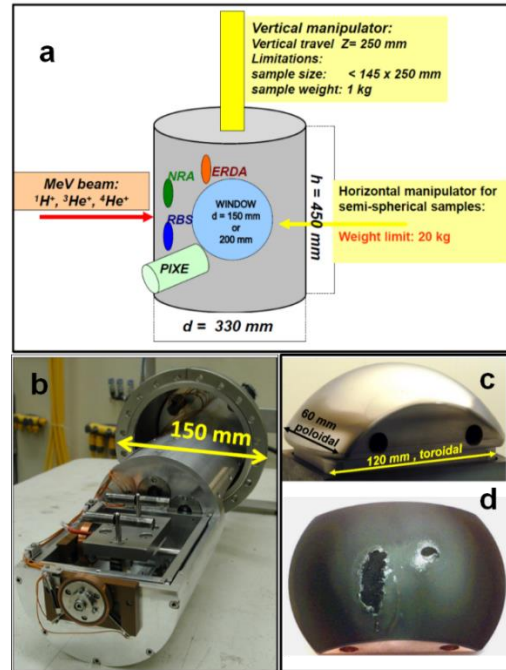 a
Vertical manipulator:
Vertical travel  Z= 250 mm
Limitations:
sample size:      < 145 x 250 mm
sample weight: 1 kg
MeV beam:
¹H⁺, ³He⁺, ⁴He⁺
NRA
ERDA
RBS
WINDOW
d = 150 mm
or
200 mm
PIXE
h = 450 mm
Horizontal manipulator for
semi-spherical samples:
Weight limit: 20 kg
d =  330 mm
b
150 mm
c
60 mm
poloidal
120 mm , toroidal
d